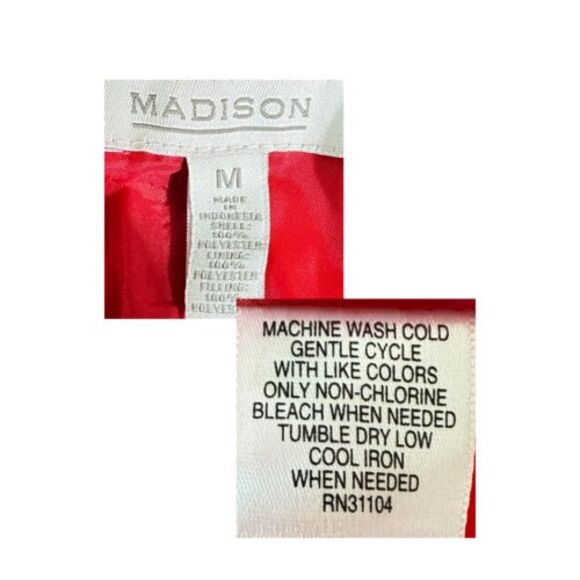 MADISON
M
MADE
IN
INDONESIA
SHELL:
100%
POLYESTER
LINING:
100%
POLYESTER
FILLING:
100%
POLYESTER
MACHINE WASH COLD
GENTLE CYCLE
WITH LIKE COLORS
ONLY NON-CHLORINE
BLEACH WHEN NEEDED
TUMBLE DRY LOW
COOL IRON
WHEN NEEDED
RN31104